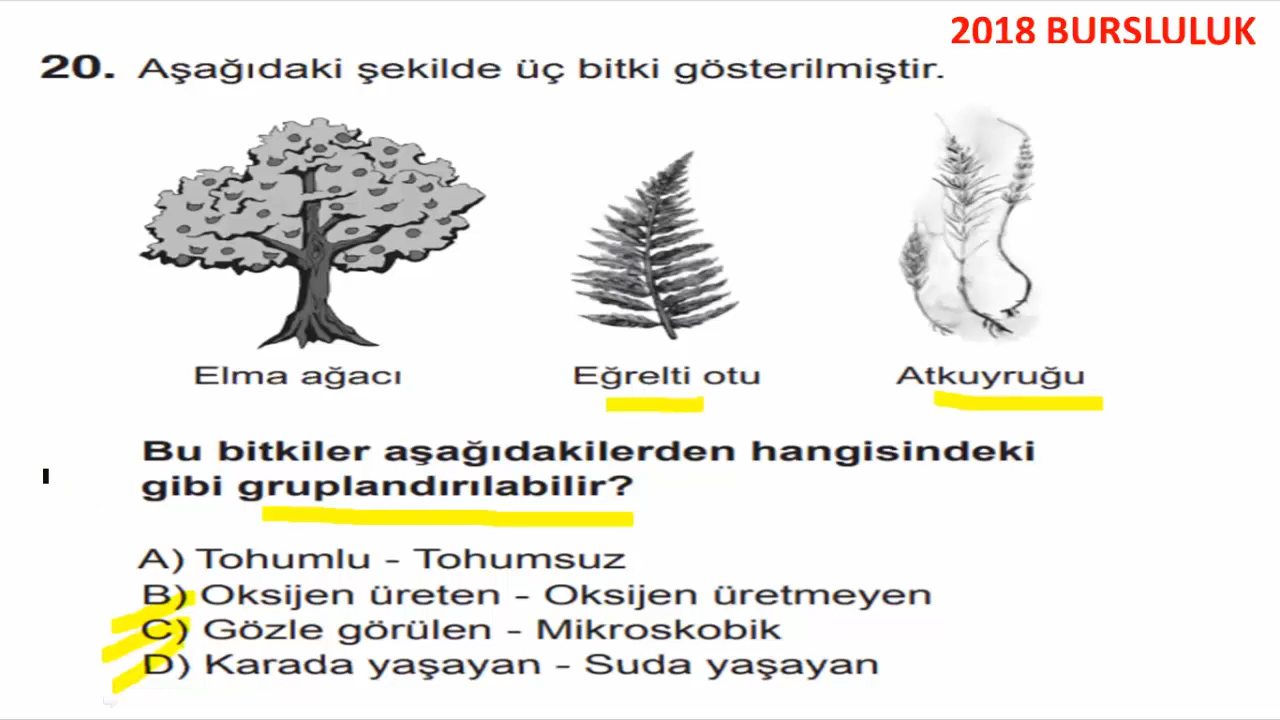 2018 BURSLULUK
20. Aşağıdaki şekilde üç bitki gösterilmiştir.
Elma ağacı Eğrelti otu Atkuyruğu
Bu bitkiler aşağıdakilerden hangisindeki
gibi gruplandırılabilir?
A) Tohumlu - Tohumsuz
B) Oksijen üreten - Oksijen üretmeyen
C) Gözle görülen - Mikroskobik
D) Karada yaşayan - Suda yaşayan